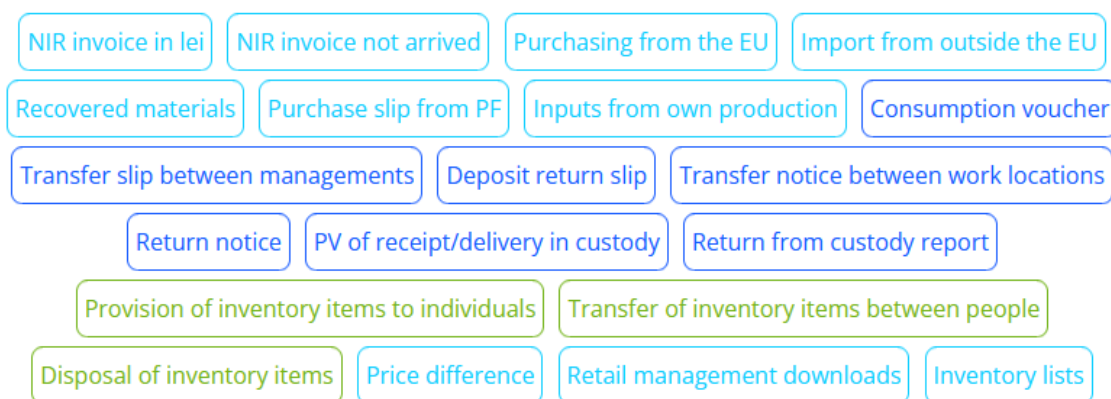 NIR invoice in lei NIR invoice not arrived Purchasing from the EU Import from outside the EU
Recovered materials Purchase slip from PF Inputs from own production Consumption voucher
Transfer slip between managements Deposit return slip Transfer notice between work locations
Return notice PV of receipt/delivery in custody Return from custody report
Provision of inventory items to individuals Transfer of inventory items between people
Disposal of inventory items Price difference Retail management downloads Inventory lists